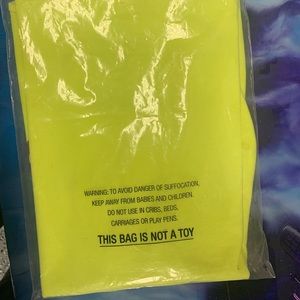 WARNING: TO AVOID DANGER OF SUFFOCATION,
KEEP AWAY FROM BABIES AND CHILDREN.
DO NOT USE IN CRIBS, BEDS,
CARRIAGES OR PLAY PENS.
THIS BAG IS NOT A TOY